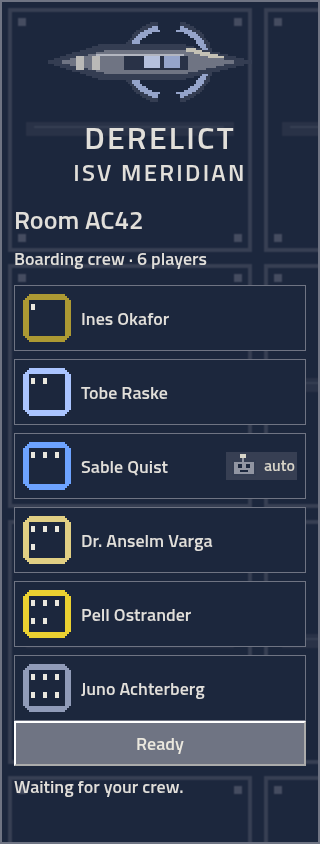 DERELICT
ISV MERIDIAN
Room AC42
Boarding crew · 6 players
Ines Okafor
Tobe Raske
Sable Quist auto
Dr. Anselm Varga
Pell Ostrander
Juno Achterberg
Ready
Waiting for your crew.